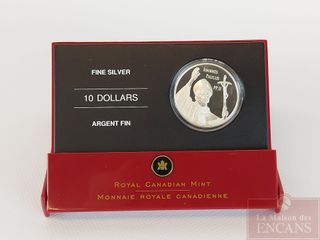 FINE SILVER
10 DOLLARS
ARGENT FIN
IOANNES
PAULUS
PP. II
ROYAL CANADIAN MINT
MONNAIE ROYALE CANADIENNE
La Maison des
ENCANS